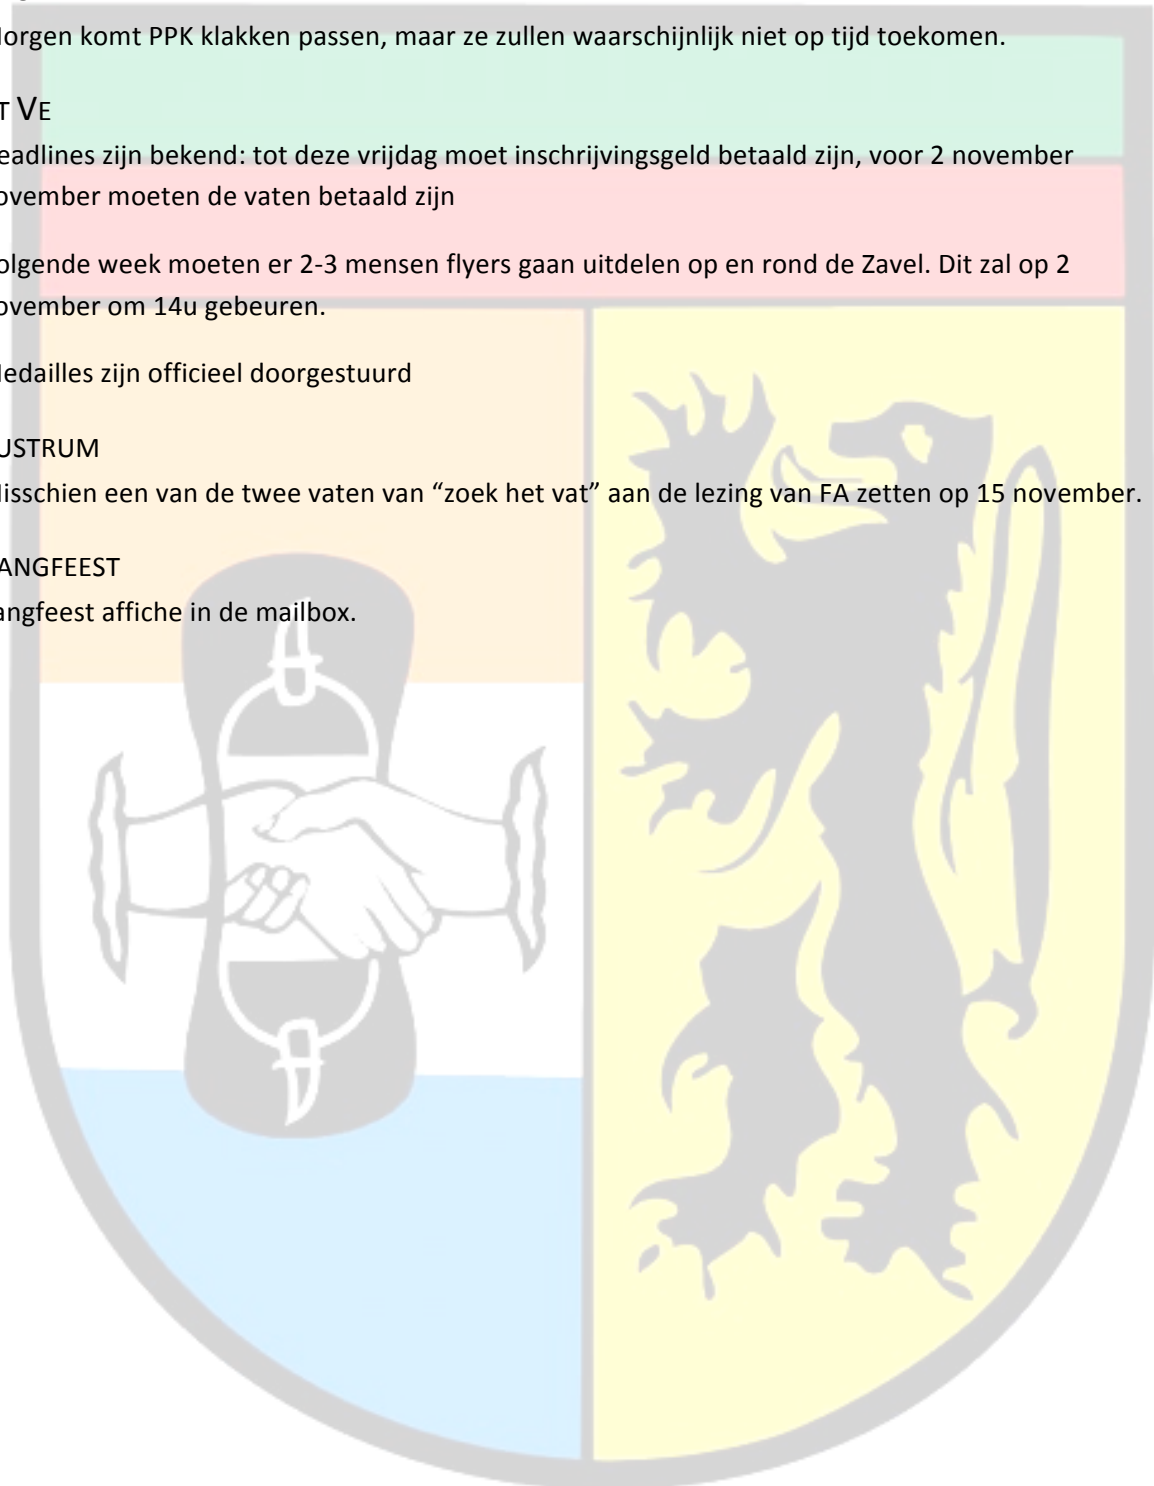 Morgen komt PPK klakken passen, maar ze zullen waarschijnlijk niet op tijd toekomen.
T VE
eadlines zijn bekend: tot deze vrijdag moet inschrijvingsgeld betaald zijn, voor 2 november
ovember moeten de vaten betaald zijn
olgende week moeten er 2-3 mensen flyers gaan uitdelen op en rond de Zavel. Dit zal op 2
ovember om 14u gebeuren.
Medailles zijn officieel doorgestuurd
USTRUM
Misschien een van de twee vaten van “zoek het vat” aan de lezing van FA zetten op 15 november.
ANGFEEST
angfeest affiche in de mailbox.